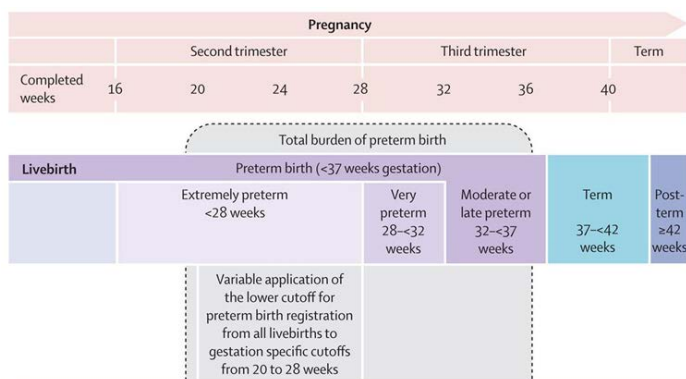 Pregnancy
Second trimester
Third trimester
Term
Completed
weeks
16
20
24
28
32
36
40
Total burden of preterm birth
Livebirth
Preterm birth (<37 weeks gestation)
Extremely preterm
<28 weeks
Very
preterm
28–<32
weeks
Moderate or
late preterm
32–<37
weeks
Term
37–<42
weeks
Post-
term
≥42
weeks
Variable application of
the lower cutoff for
preterm birth registration
from all livebirths to
gestation specific cutoffs
from 20 to 28 weeks